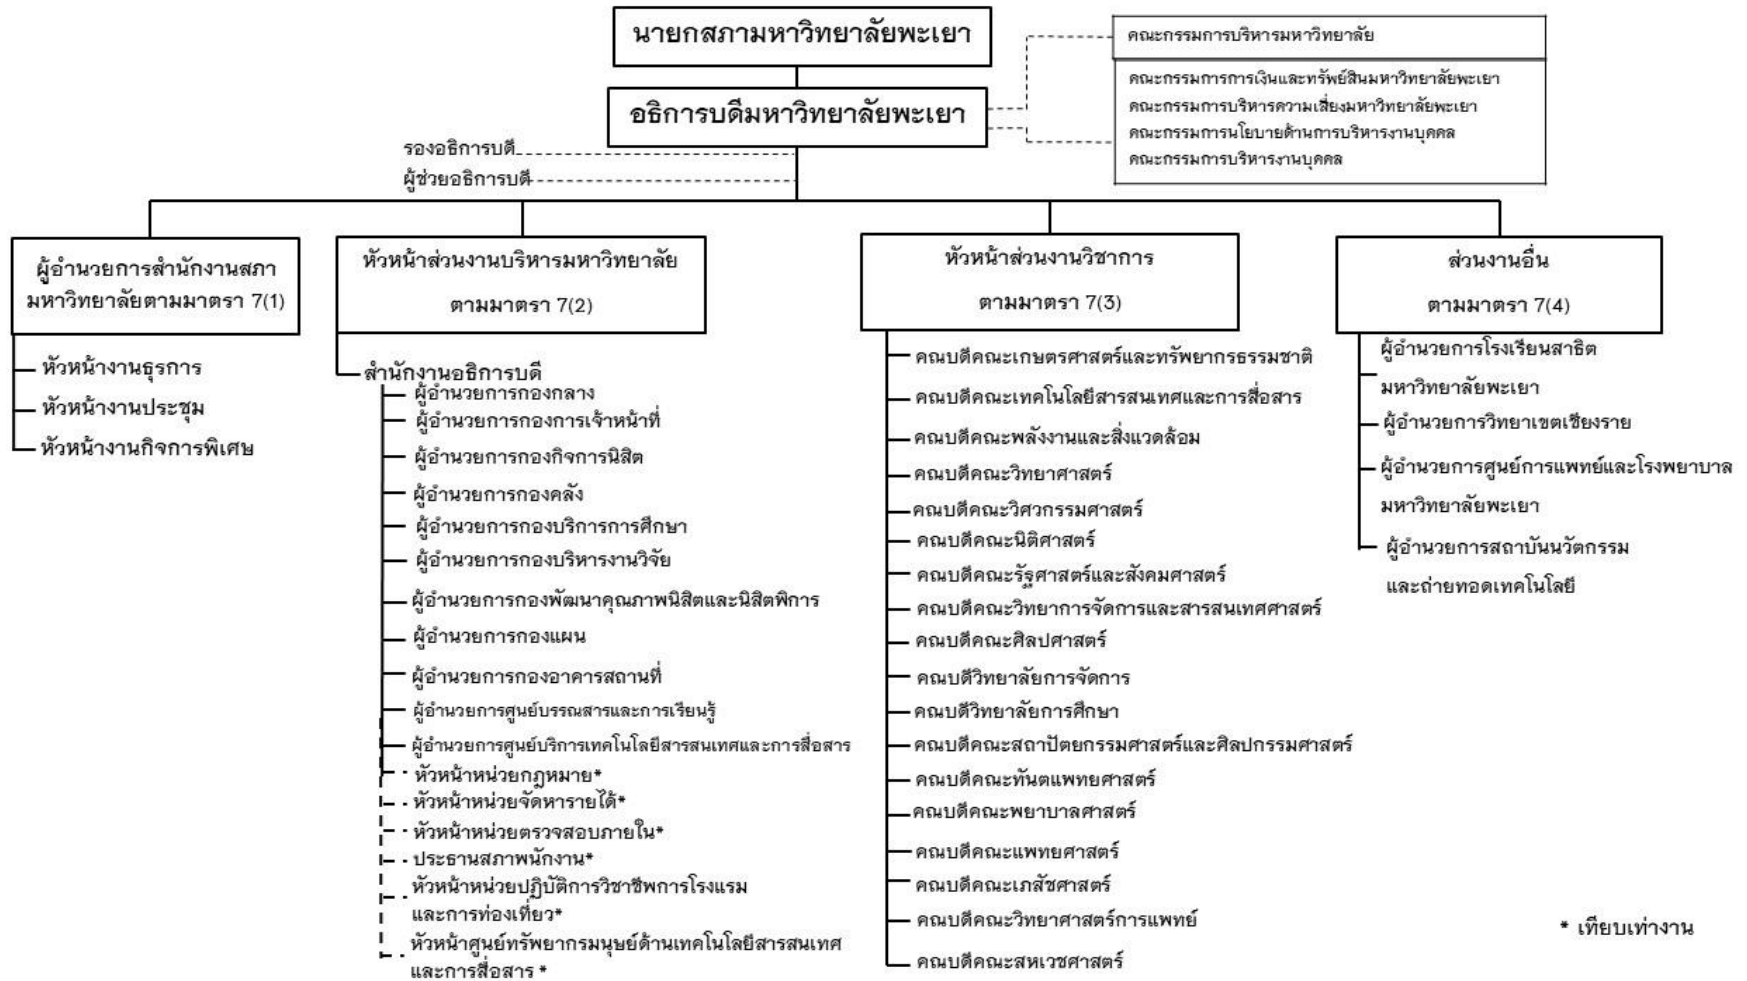 นายกสภามหาวิทยาลัยพะเยา
คณะกรรมการบริหารมหาวิทยาลัย
คณะกรรมการการเงินและทรัพย์สินมหาวิทยาลัยพะเยา
คณะกรรมการบริหารความเสี่ยงมหาวิทยาลัยพะเยา
คณะกรรมการนโยบายด้านการบริหารงานบุคคล
คณะกรรมการบริหารงานบุคคล
อธิการบดีมหาวิทยาลัยพะเยา
รองอธิการบดี
ผู้ช่วยอธิการบดี
ผู้อำนวยการสำนักงานสภา
มหาวิทยาลัยตามมาตรา 7(1)
หัวหน้างานธุรการ
หัวหน้างานประชุม
หัวหน้างานกิจการพิเศษ
หัวหน้าส่วนงานบริหารมหาวิทยาลัย
ตามมาตรา 7(2)
สำนักงานอธิการบดี
ผู้อำนวยการกองกลาง
ผู้อำนวยการกองการเจ้าหน้าที่
ผู้อำนวยการกองกิจการนิสิต
ผู้อำนวยการกองคลัง
ผู้อำนวยการกองบริการการศึกษา
ผู้อำนวยการกองบริหารงานวิจัย
ผู้อำนวยการกองพัฒนาคุณภาพนิสิตและนิสิตพิการ
ผู้อำนวยการกองแผน
ผู้อำนวยการกองอาคารสถานที่
ผู้อำนวยการศูนย์บรรณสารและการเรียนรู้
ผู้อำนวยการศูนย์บริการเทคโนโลยีสารสนเทศและการสื่อสาร
หัวหน้าหน่วยกฎหมาย*
หัวหน้าหน่วยจัดหารายได้*
หัวหน้าหน่วยตรวจสอบภายใน*
ประธานสภาพนักงาน*
หัวหน้าหน่วยปฏิบัติการวิชาชีพการโรงแรม
และการท่องเที่ยว*
หัวหน้าศูนย์ทรัพยากรมนุษย์ด้านเทคโนโลยีสารสนเทศ
และการสื่อสาร *
หัวหน้าส่วนงานวิชาการ
ตามมาตรา 7(3)
คณบดีคณะเกษตรศาสตร์และทรัพยากรธรรมชาติ
คณบดีคณะเทคโนโลยีสารสนเทศและการสื่อสาร
คณบดีคณะพลังงานและสิ่งแวดล้อม
คณบดีคณะวิทยาศาสตร์
คณบดีคณะวิศวกรรมศาสตร์
คณบดีคณะนิติศาสตร์
คณบดีคณะรัฐศาสตร์และสังคมศาสตร์
คณบดีคณะวิทยาการจัดการและสารสนเทศศาสตร์
คณบดีคณะศิลปศาสตร์
คณบดีวิทยาลัยการจัดการ
คณบดีวิทยาลัยการศึกษา
คณบดีคณะสถาปัตยกรรมศาสตร์และศิลปกรรมศาสตร์
คณบดีคณะทันตแพทยศาสตร์
คณบดีคณะพยาบาลศาสตร์
คณบดีคณะแพทยศาสตร์
คณบดีคณะเภสัชศาสตร์
คณบดีคณะวิทยาศาสตร์การแพทย์
คณบดีคณะสหเวชศาสตร์
ส่วนงานอื่น
ตามมาตรา 7(4)
ผู้อำนวยการโรงเรียนสาธิต
มหาวิทยาลัยพะเยา
ผู้อำนวยการวิทยาเขตเชียงราย
ผู้อำนวยการศูนย์การแพทย์และโรงพยาบาล
มหาวิทยาลัยพะเยา
ผู้อำนวยการสถาบันนวัตกรรม
และถ่ายทอดเทคโนโลยี
* เทียบเท่างาน